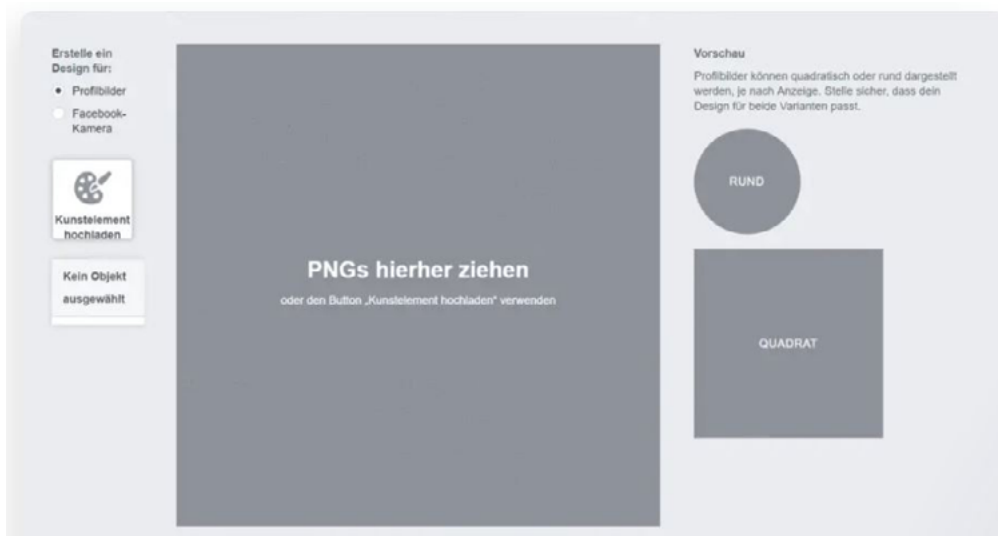 Erstelle ein
Design für:
Profilbilder
Facebook-
Kamera
Kunstelement
hochladen
Kein Objekt
ausgewählt
PNGs hierher ziehen
oder den Button „Kunstelement hochladen“ verwenden
Vorschau
Profilbilder können quadratisch oder rund dargestellt
werden, je nach Anzeige. Stelle sicher, dass dein
Design für beide Varianten passt.
RUND
QUADRAT